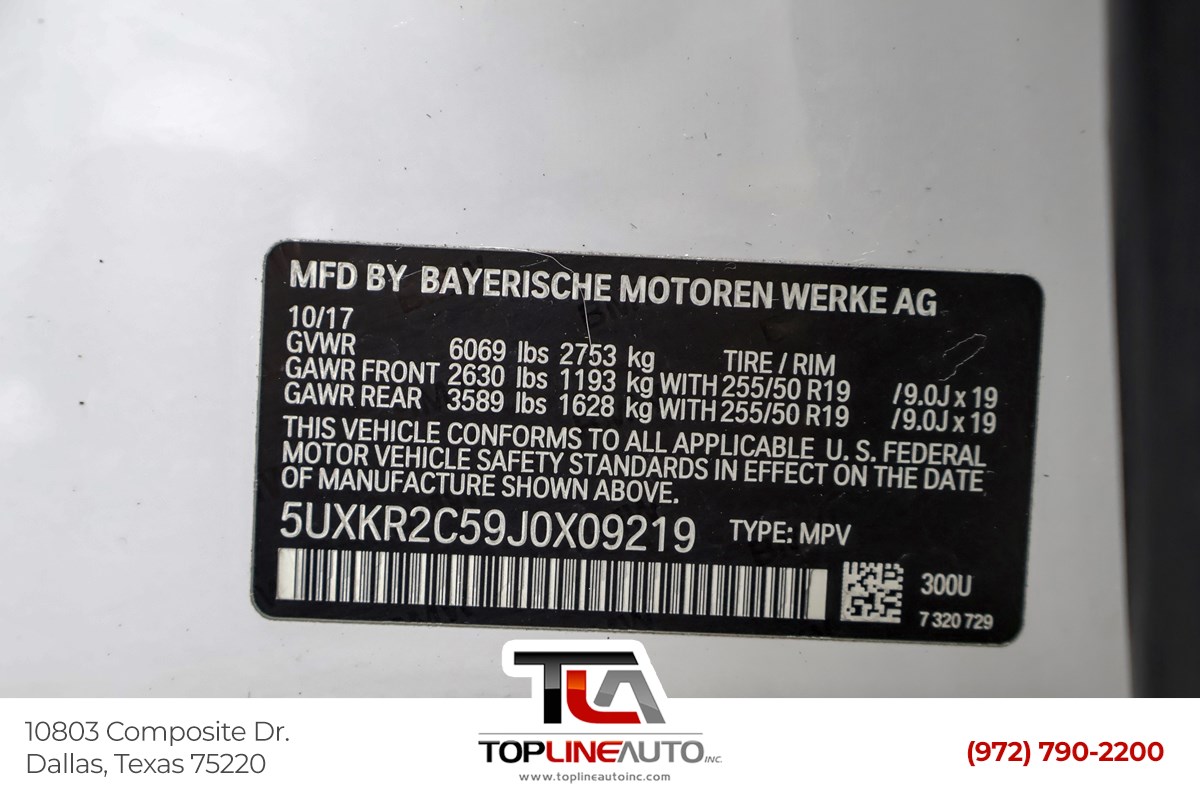 MFD BY BAYERISCHE MOTOREN WERKE AG
10/17
GVWR 6069 lbs 2753 kg TIRE / RIM
GAWR FRONT 2630 lbs 1193 kg WITH 255/50 R19 /9.0J x 19
GAWR REAR 3589 lbs 1628 kg WITH 255/50 R19 /9.0J x 19
THIS VEHICLE CONFORMS TO ALL APPLICABLE U. S. FEDERAL
MOTOR VEHICLE SAFETY STANDARDS IN EFFECT ON THE DATE
OF MANUFACTURE SHOWN ABOVE.
5UXKR2C59J0X09219 TYPE: MPV
300U
7 320 729
TLA
TOPLINEAUTO INC.
www.toplineautoinc.com
10803 Composite Dr.
Dallas, Texas 75220
(972) 790-2200